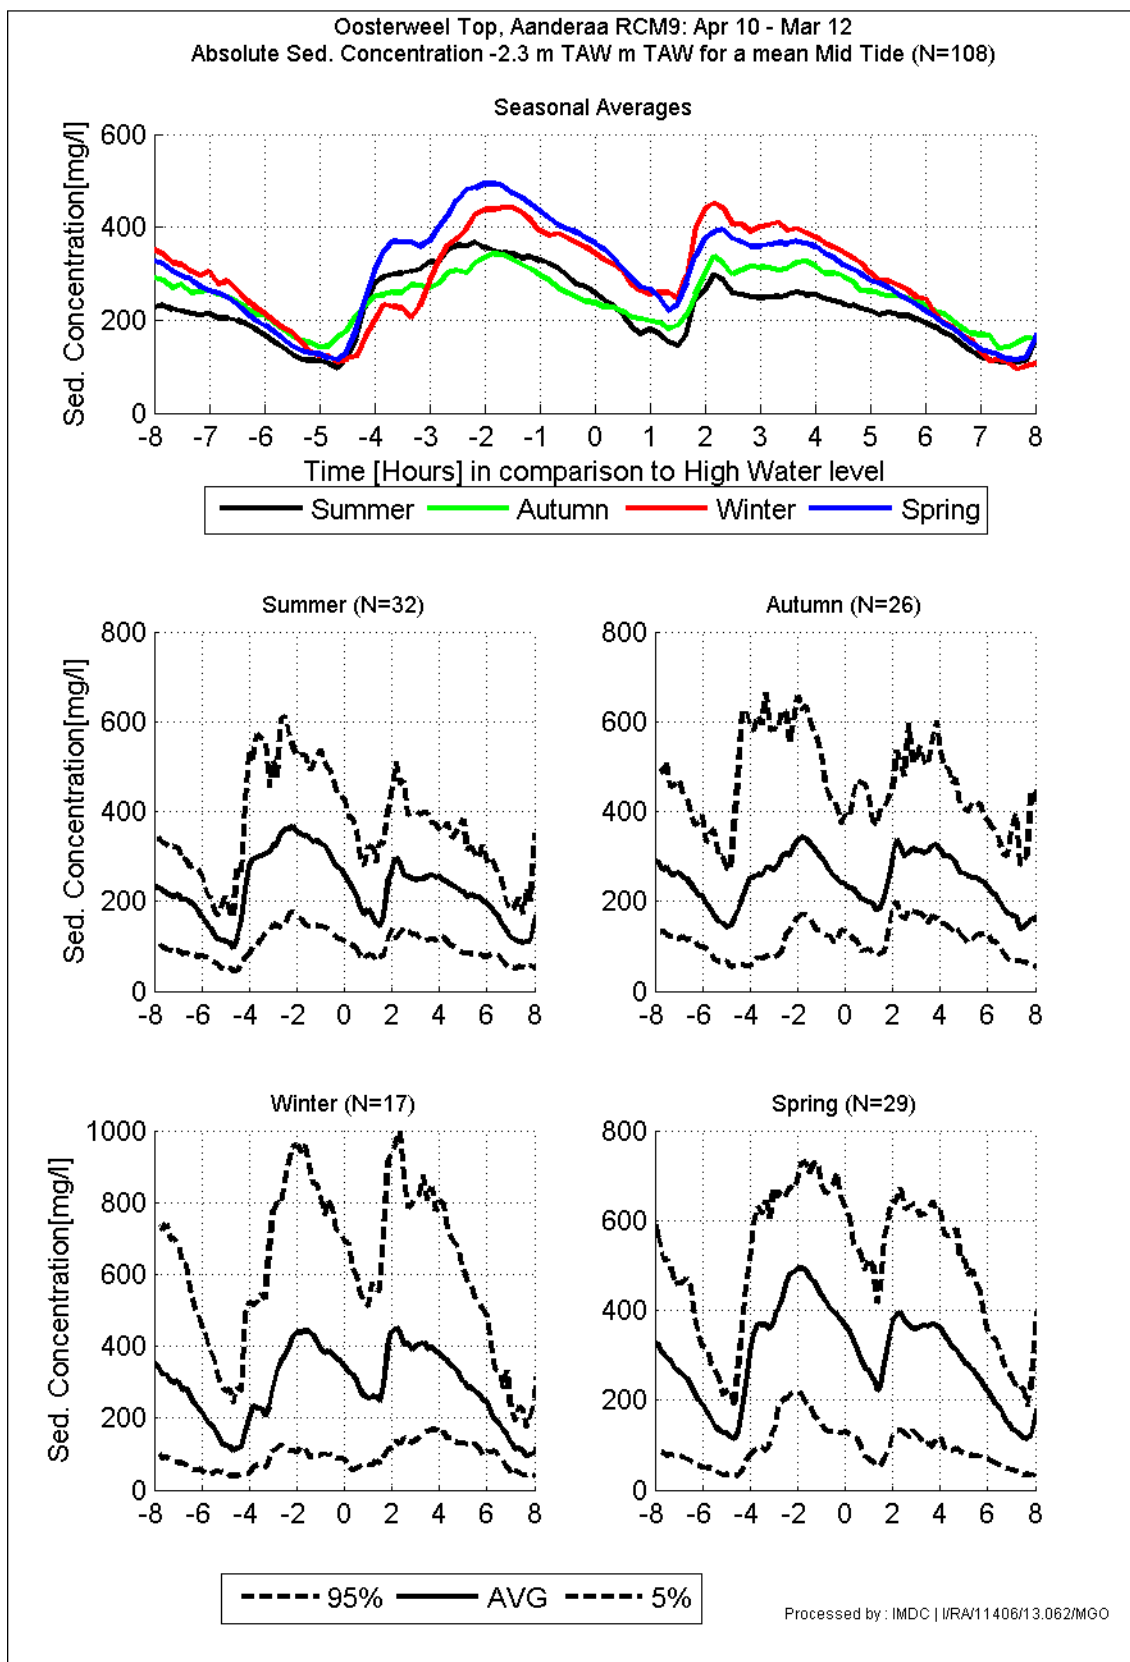 Oosterweel Top, Aanderaa RCM9: Apr 10 - Mar 12
Absolute Sed. Concentration -2.3 m TAW m TAW for a mean Mid Tide (N=108)
Seasonal Averages
Sed. Concentration[mg/l]
600
400
200
0
-8 -7 -6 -5 -4 -3 -2 -1 0 1 2 3 4 5 6 7 8
Time [Hours] in comparison to High Water level
Summer Autumn Winter Spring
Summer (N=32)
Sed. Concentration[mg/l]
800
600
400
200
0
-8 -6 -4 -2 0 2 4 6 8
Autumn (N=26)
800
600
400
200
0
-8 -6 -4 -2 0 2 4 6 8
Winter (N=17)
Sed. Concentration[mg/l]
1000
800
600
400
200
0
-8 -6 -4 -2 0 2 4 6 8
Spring (N=29)
800
600
400
200
0
-8 -6 -4 -2 0 2 4 6 8
95% AVG 5%
Processed by : IMDC | I/RA/11406/13.062/MGO